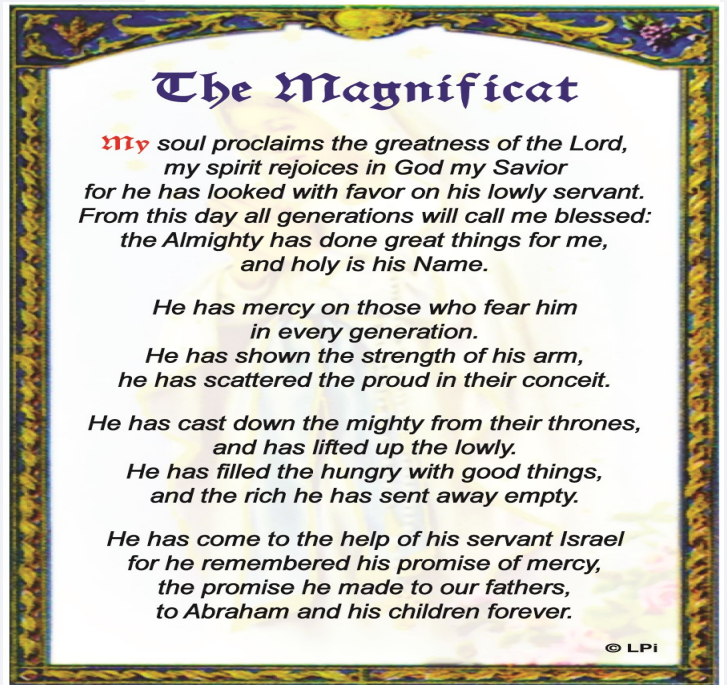 The Magnificat
My soul proclaims the greatness of the Lord,
my spirit rejoices in God my Savior
for he has looked with favor on his lowly servant.
From this day all generations will call me blessed:
the Almighty has done great things for me,
and holy is his Name.
He has mercy on those who fear him
in every generation.
He has shown the strength of his arm,
he has scattered the proud in their conceit.
He has cast down the mighty from their thrones,
and has lifted up the lowly.
He has filled the hungry with good things,
and the rich he has sent away empty.
He has come to the help of his servant Israel
for he remembered his promise of mercy,
the promise he made to our fathers,
to Abraham and his children forever.
© LPi